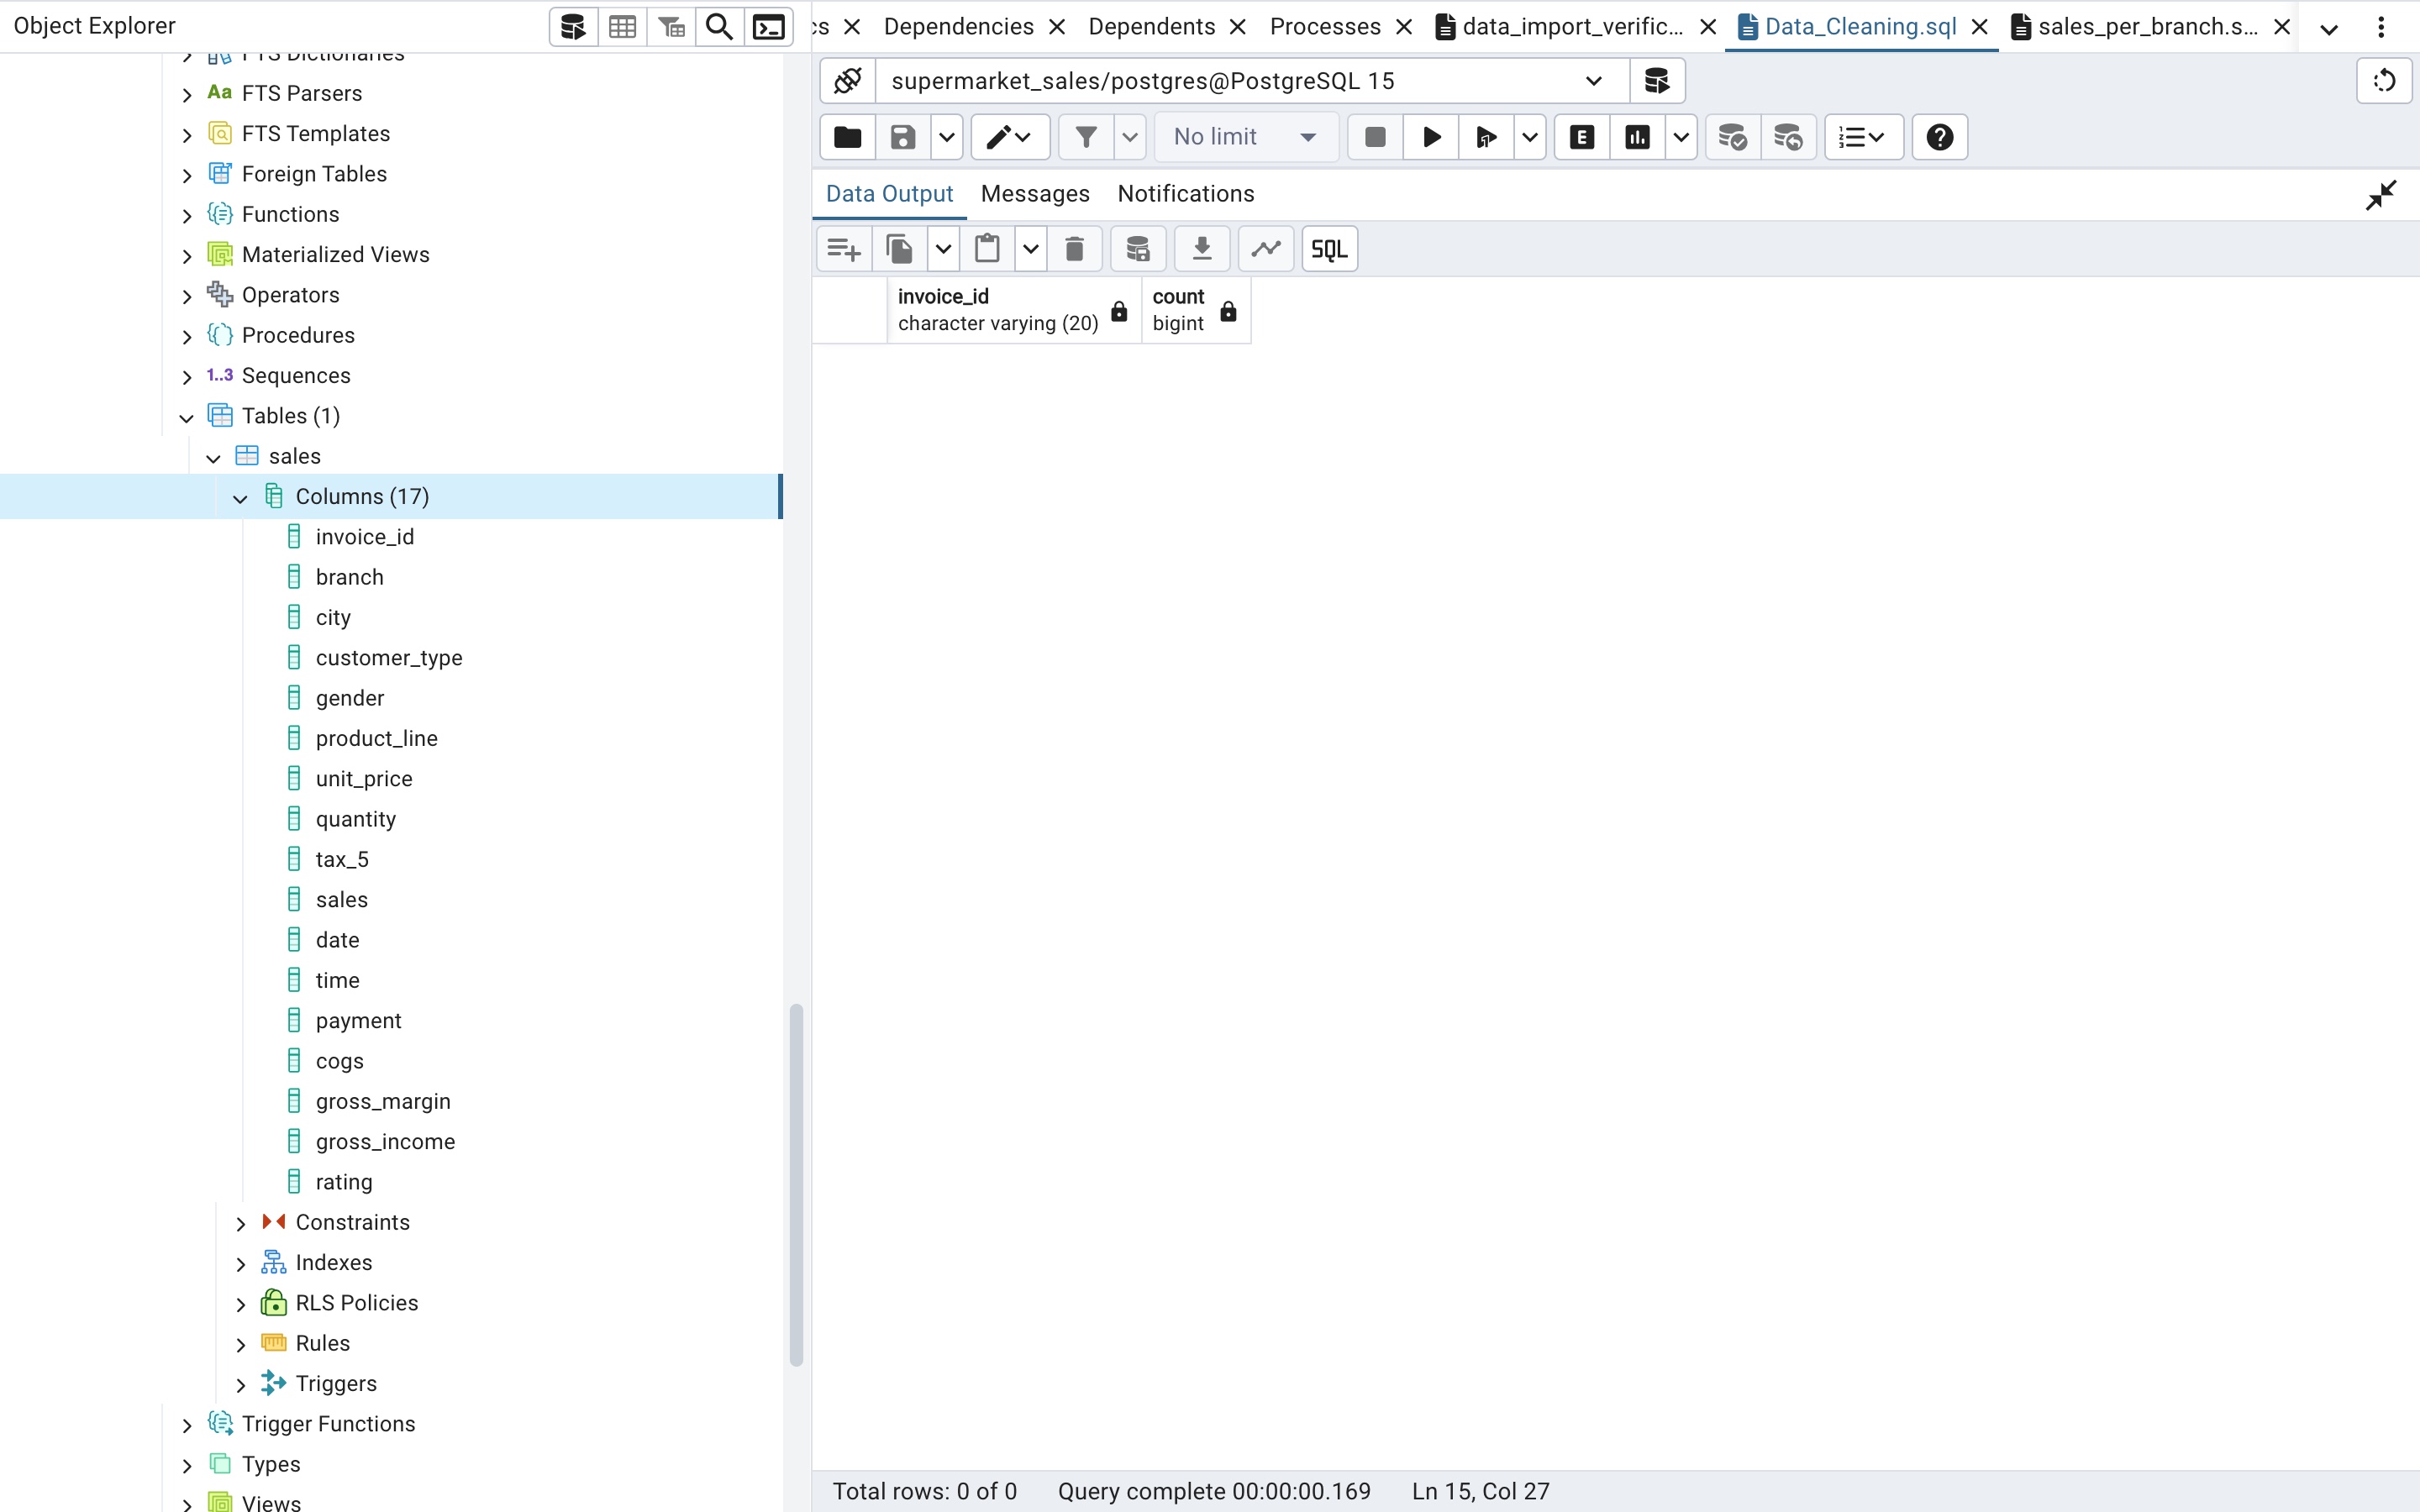 Object Explorer
FTS Dictionaries
Aa FTS Parsers
FTS Templates
Foreign Tables
Functions
Materialized Views
Operators
Procedures
1..3 Sequences
Tables (1)
sales
Columns (17)
invoice_id
branch
city
customer_type
gender
product_line
unit_price
quantity
tax_5
sales
date
time
payment
cogs
gross_margin
gross_income
rating
Constraints
Indexes
RLS Policies
Rules
Triggers
Trigger Functions
Types
Views
cs Dependencies Dependents Processes data_import_verific... Data_Cleaning.sql sales_per_branch.s...
supermarket_sales/postgres@PostgreSQL 15
No limit E
Data Output Messages Notifications
SQL
invoice_id count
character varying (20) bigint
Total rows: 0 of 0 Query complete 00:00:00.169 Ln 15, Col 27